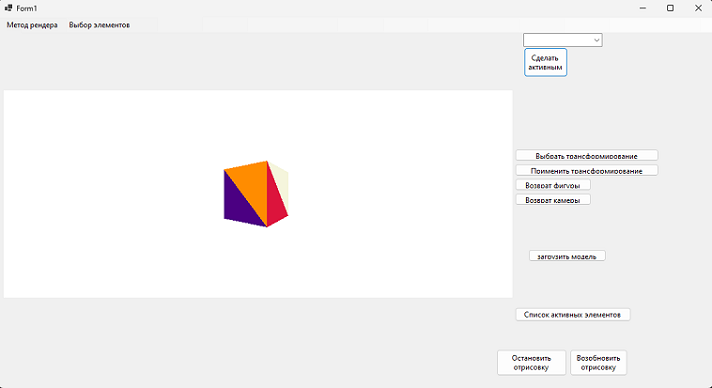 Form1
Метод рендера Выбор элементов
Сделать
активным
Выбрать трансформирование
Применить трансформирование
Возврат фигуры
Возврат камеры
загрузить модель
Список активных элементов
Остановить
отрисовку
Возобновить
отрисовку